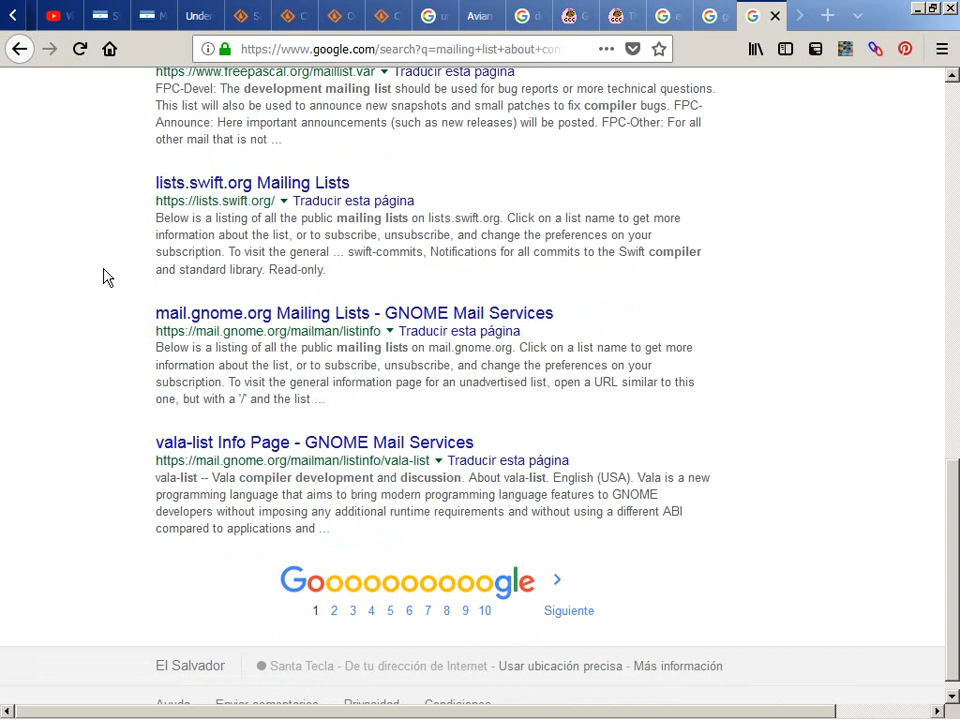 Under
Avian
https://www.google.com/search?q=mailing+list+about+con
https://www.freepascal.org/maillist.var Traducir esta página
FPC-Devel: The development mailing list should be used for bug reports or more technical questions.
This list will also be used to announce new snapshots and small patches to fix compiler bugs. FPC-
Announce: Here important announcements (such as new releases) will be posted. FPC-Other: For all
other mail that is not ...
lists.swift.org Mailing Lists
https://lists.swift.org/ Traducir esta página
Below is a listing of all the public mailing lists on lists.swift.org. Click on a list name to get more
information about the list, or to subscribe, unsubscribe, and change the preferences on your
subscription. To visit the general ... swift-commits, Notifications for all commits to the Swift compiler
and standard library. Read-only.
mail.gnome.org Mailing Lists - GNOME Mail Services
https://mail.gnome.org/mailman/listinfo Traducir esta página
Below is a listing of all the public mailing lists on mail.gnome.org. Click on a list name to get more
information about the list, or to subscribe, unsubscribe, and change the preferences on your
subscription. To visit the general information page for an unadvertised list, open a URL similar to this
one, but with a '/' and the list ...
vala-list Info Page - GNOME Mail Services
https://mail.gnome.org/mailman/listinfo/vala-list Traducir esta página
vala-list -- Vala compiler development and discussion. About vala-list. English (USA). Vala is a new
programming language that aims to bring modern programming language features to GNOME
developers without imposing any additional runtime requirements and without using a different ABI
compared to applications and ...
Goooooooooogle
1 2 3 4 5 6 7 8 9 10 Siguiente
El Salvador Santa Tecla - De tu dirección de Internet - Usar ubicación precisa - Más información
Ayuda Enviar comentarios Privacidad Condiciones